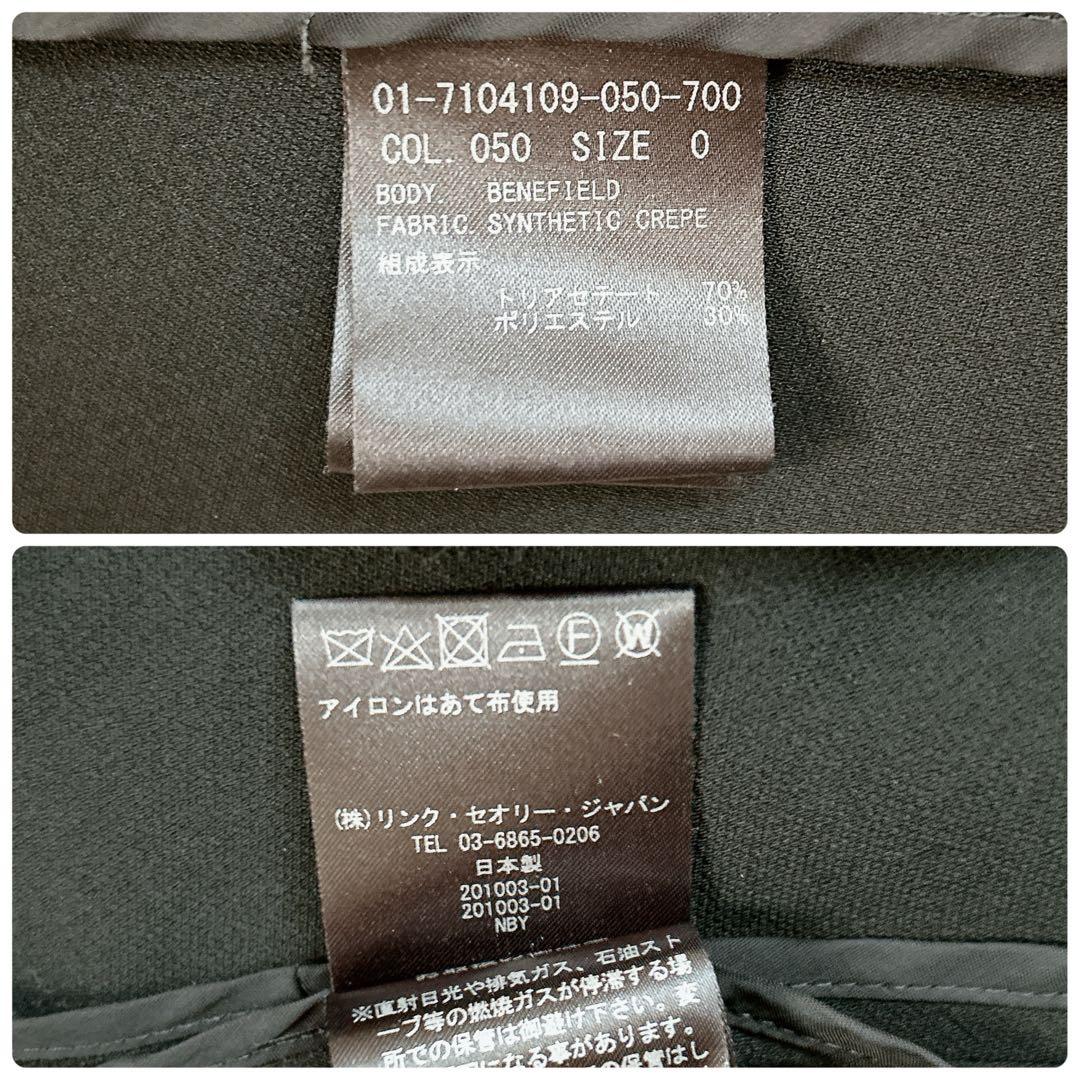 01-7104109-050-700
COL. 050 SIZE 0
BODY. BENEFIELD
FABRIC. SYNTHETIC CREPE
組成表示
トリアセテート 70%
ポリエステル 30%
F W
アイロンはあて布使用
(株)リンク・セオリー・ジャパン
TEL 03-6865-0206
日本製
201003-01
201003-01
NBY
※直射日光や排気ガス、石油スト
ーブ等の燃焼ガスが停滞する場
所での保管は御避け下さい。変
になる事があります。
の保管はし